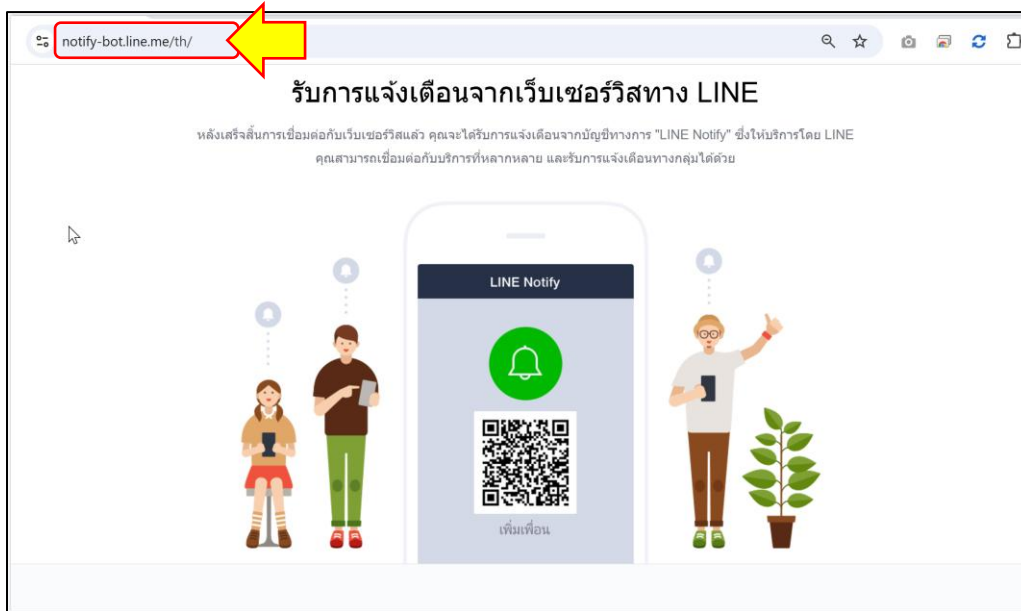 notify-bot.line.me/th/
รับการแจ้งเตือนจากเว็บเซอร์วิสทาง LINE
หลังเสร็จสิ้นการเชื่อมต่อกับเว็บเซอร์วิสแล้ว คุณจะได้รับการแจ้งเตือนจากบัญชีทางการ "LINE Notify" ซึ่งให้บริการโดย LINE
คุณสามารถเชื่อมต่อกับบริการที่หลากหลาย และรับการแจ้งเตือนทางกลุ่มได้ด้วย
LINE Notify
เพิ่มเพื่อน